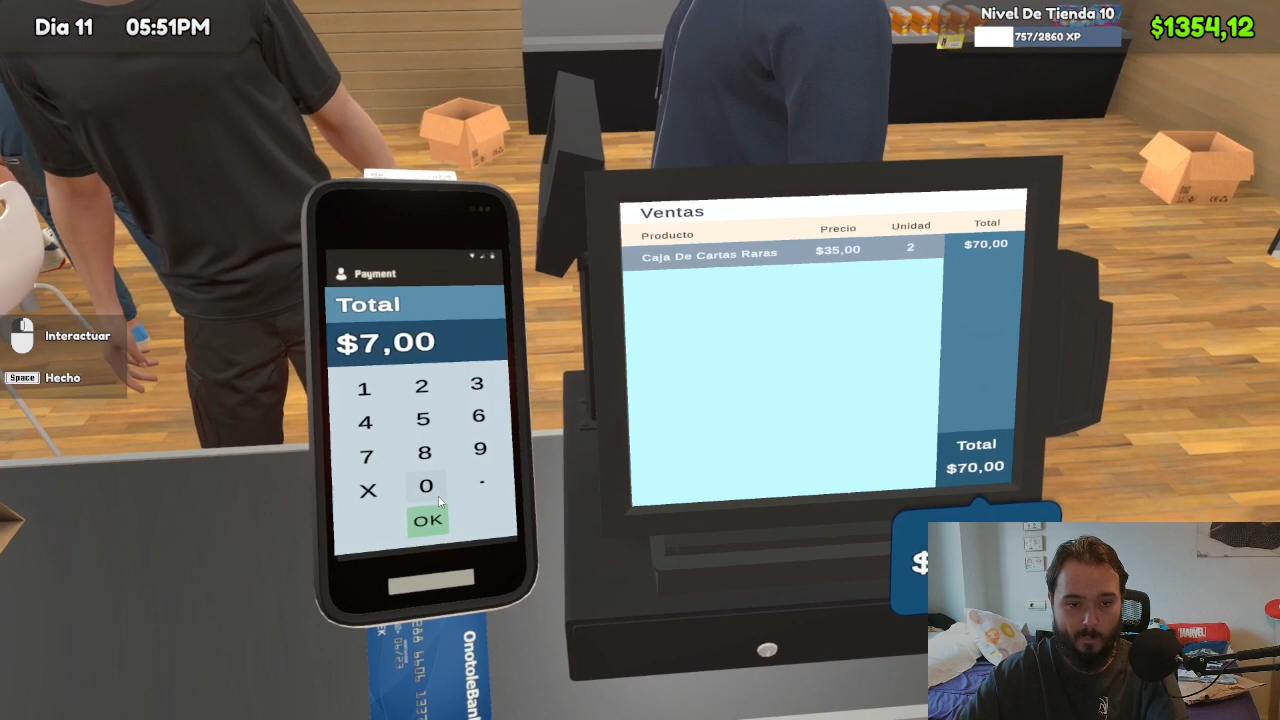 Dia 11 05:51PM
Nivel De Tienda 10
757/2860 XP
$1354,12
Interactuar
Space Hecho
Payment
Total
$7,00
1 2 3
4 5 6
7 8 9
X 0 .
OK
Ventas
Producto Precio Unidad Total
Caja De Cartas Raras $35,00 2 $70,00
Total
$70,00
$
OnotoleBank
MARVEL